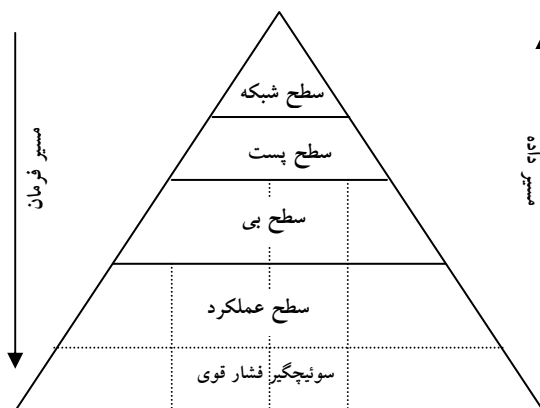 سطح شبکه
سطح پست
سطح بی
سطح عملکرد
سوئیچگیر فشار قوی
مسیر فرمان
مسیر داده